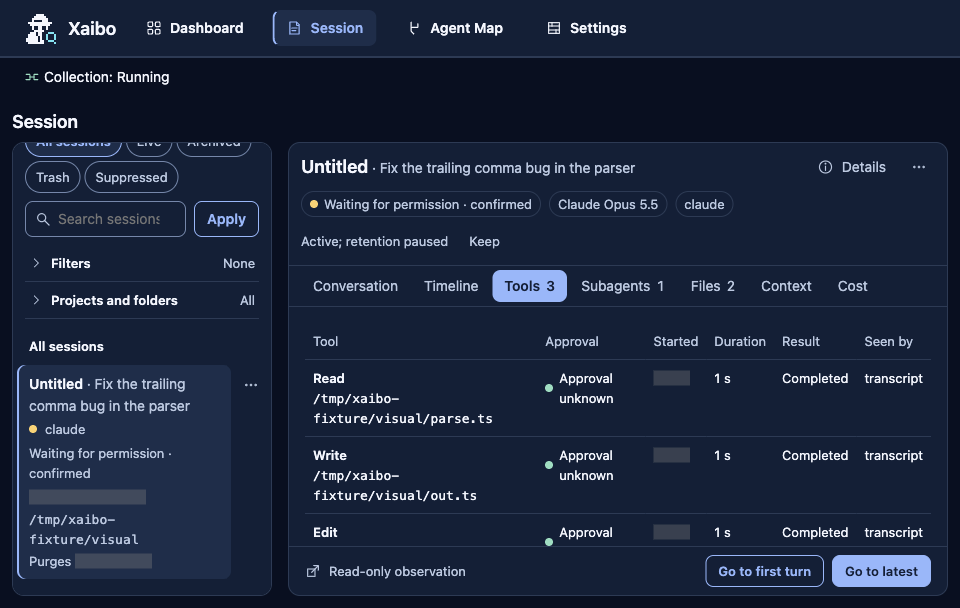 Xaibo
Dashboard
Session
Agent Map
Settings
Collection: Running
Session
All sessions
Live
Archived
Trash
Suppressed
Search sessions
Apply
Filters
None
Projects and folders
All
All sessions
Untitled · Fix the trailing
comma bug in the parser
claude
Waiting for permission ·
confirmed
/tmp/xaibo-
fixture/visual
Purges
Untitled · Fix the trailing comma bug in the parser
Details
Waiting for permission · confirmed
Claude Opus 5.5
claude
Active; retention paused
Keep
Conversation
Timeline
Tools 3
Subagents 1
Files 2
Context
Cost
Tool
Approval
Started
Duration
Result
Seen by
Read
/tmp/xaibo-
fixture/visual/parse.ts
Approval
unknown
1 s
Completed
transcript
Write
/tmp/xaibo-
fixture/visual/out.ts
Approval
unknown
1 s
Completed
transcript
Edit
Approval
1 s
Completed
transcript
Read-only observation
Go to first turn
Go to latest